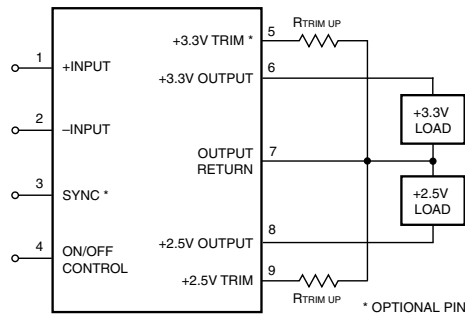 +3.3V TRIM *
5
RTRIM UP
1
+INPUT
+3.3V OUTPUT
6
+3.3V
LOAD
2
–INPUT
OUTPUT
RETURN
7
3
SYNC *
+2.5V
LOAD
4
ON/OFF
CONTROL
+2.5V OUTPUT
8
+2.5V TRIM
9
RTRIM UP
* OPTIONAL PIN